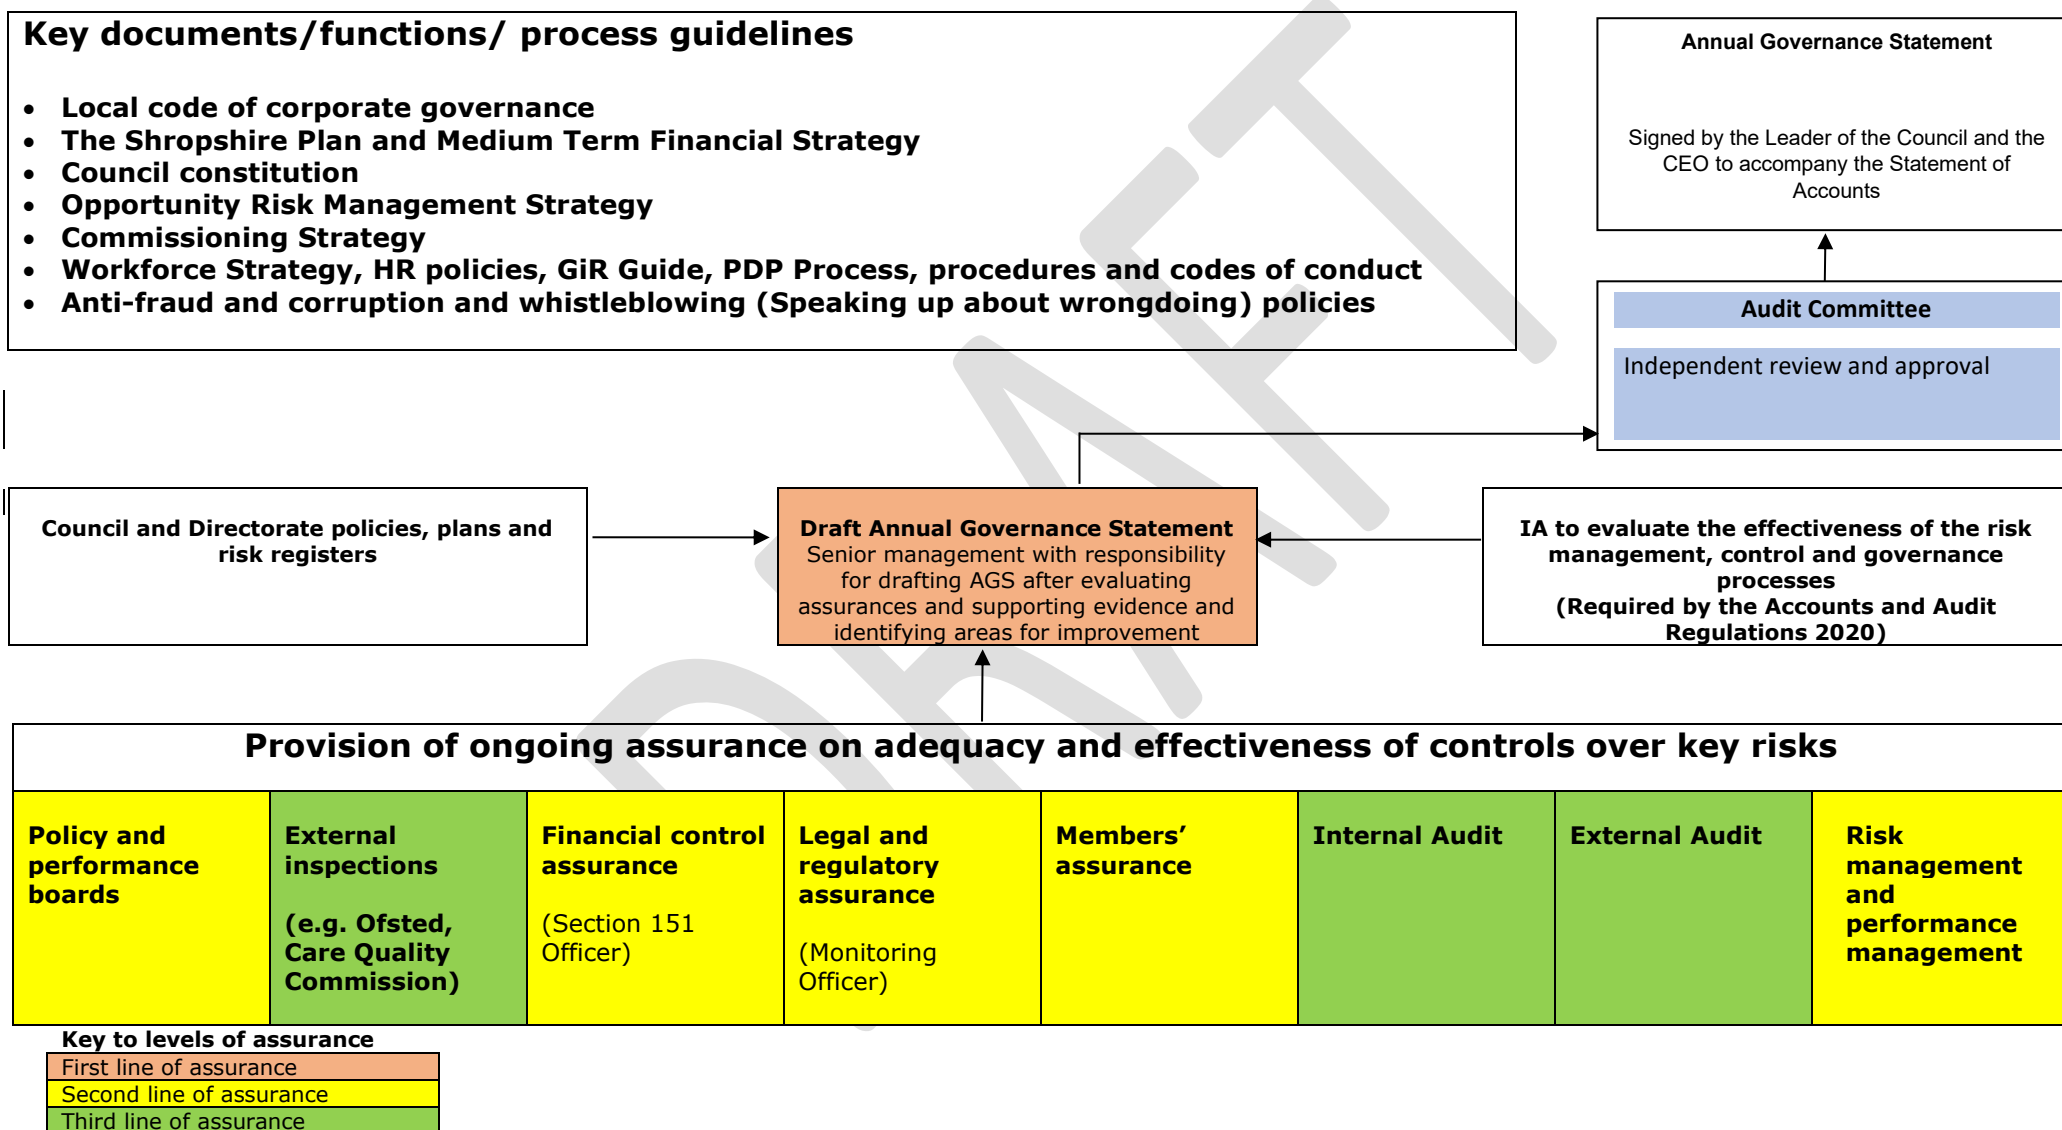 Key documents/functions/ process guidelines
• Local code of corporate governance
• The Shropshire Plan and Medium Term Financial Strategy
• Council constitution
• Opportunity Risk Management Strategy
• Commissioning Strategy
• Workforce Strategy, HR policies, GiR Guide, PDP Process, procedures and codes of conduct
• Anti-fraud and corruption and whistleblowing (Speaking up about wrongdoing) policies
Annual Governance Statement
Signed by the Leader of the Council and the
CEO to accompany the Statement of
Accounts
Audit Committee
Independent review and approval
Council and Directorate policies, plans and
risk registers
Draft Annual Governance Statement
Senior management with responsibility
for drafting AGS after evaluating
assurances and supporting evidence and
identifying areas for improvement
IA to evaluate the effectiveness of the risk
management, control and governance
processes
(Required by the Accounts and Audit
Regulations 2020)
Provision of ongoing assurance on adequacy and effectiveness of controls over key risks
Policy and
performance
boards
External
inspections
(e.g. Ofsted,
Care Quality
Commission)
Financial control
assurance
(Section 151
Officer)
Legal and
regulatory
assurance
(Monitoring
Officer)
Members’
assurance
Internal Audit
External Audit
Risk
management
and
performance
management
Key to levels of assurance
First line of assurance
Second line of assurance
Third line of assurance
DRAFT